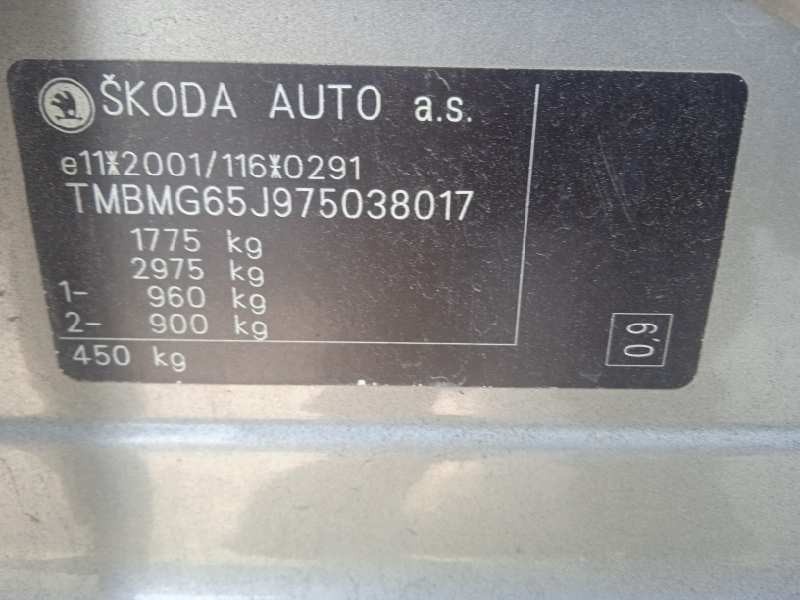 ŠKODA AUTO a.s.
e11*2001/116*0291
TMBMG65J975038017
1775 kg
2975 kg
1- 960 kg
2- 900 kg
450 kg
0,9